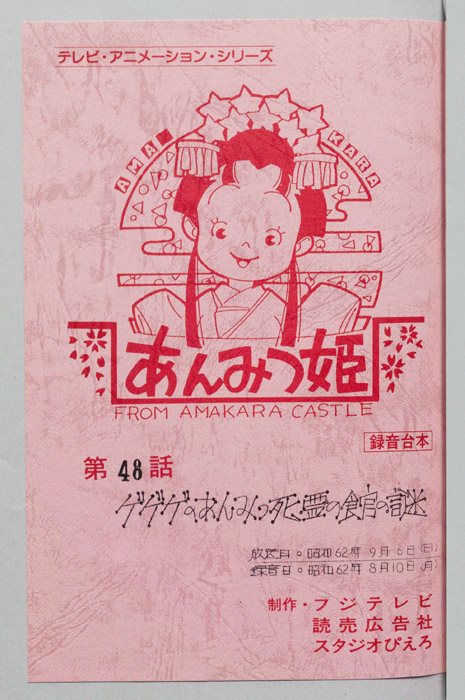 テレビ・アニメーション・シリーズ
AMA KARA
あんみつ姫
FROM AMAKARA CASTLE
録音台本
第48話
ゲゲゲのあんみつ死霊の館の謎
放送日。昭和62年9月6日(日)
録音日。昭和62年8月10日(月)
制作・フジテレビ
読売広告社
スタジオぴえろ